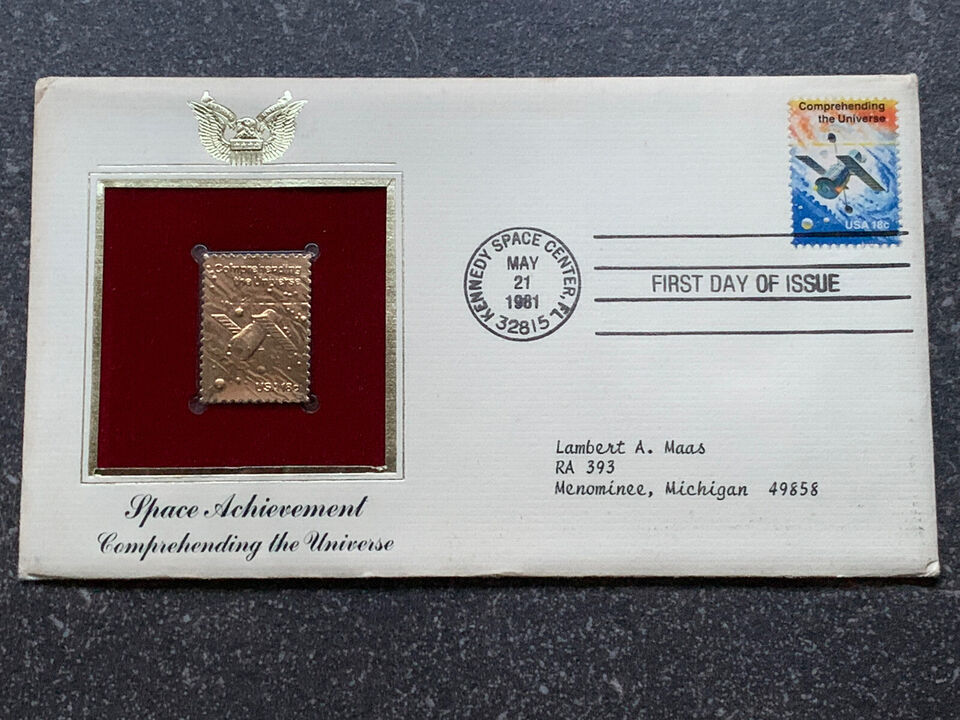 Comprehending
the Universe
USA 18c
KENNEDY SPACE CENTER, FL 32815
MAY
21
1981
FIRST DAY OF ISSUE
Comprehending
the Universe
USA 18c
Lambert A. Maas
RA 393
Menominee, Michigan 49858
Space Achievement
Comprehending the Universe